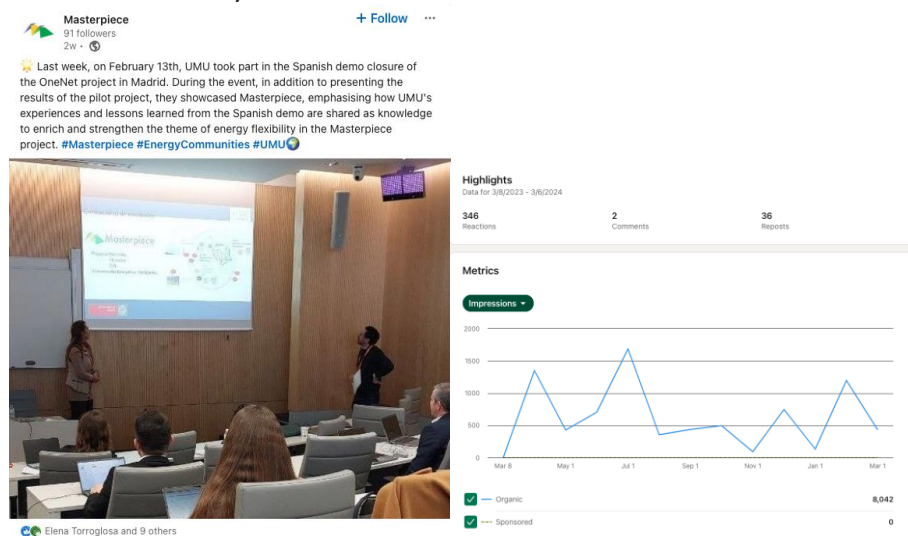 Masterpiece
+ Follow
91 followers
2w
Last week, on February 13th, UMU took part in the Spanish demo closure of
the OneNet project in Madrid. During the event, in addition to presenting the
results of the pilot project, they showcased Masterpiece, emphasising how UMU's
experiences and lessons learned from the Spanish demo are shared as knowledge
to enrich and strengthen the theme of energy flexibility in the Masterpiece
project. #Masterpiece #EnergyCommunities #UMU
Masterpiece
Elena Torroglosa and 9 others
Highlights
Data for 3/8/2023 - 3/6/2024
346 2 36
Reactions Comments Reposts
Metrics
Impressions
2000
1500
1000
500
0
Mar 8 May 1 Jul 1 Sep 1 Nov 1 Jan 1 Mar 1
Organic 8,042
Sponsored 0